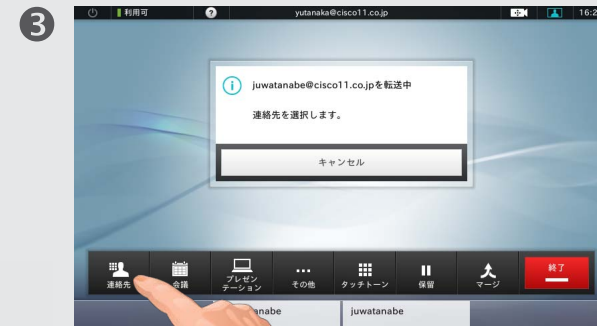 3
利用可
?
yutanaka@cisco11.co.jp
16:2
juwatanabe@cisco11.co.jpを転送中
連絡先を選択します。
キャンセル
連絡先
会議
プレゼン
テーション
その他
タッチトーン
保留
マージ
終了
anabe
juwatanabe